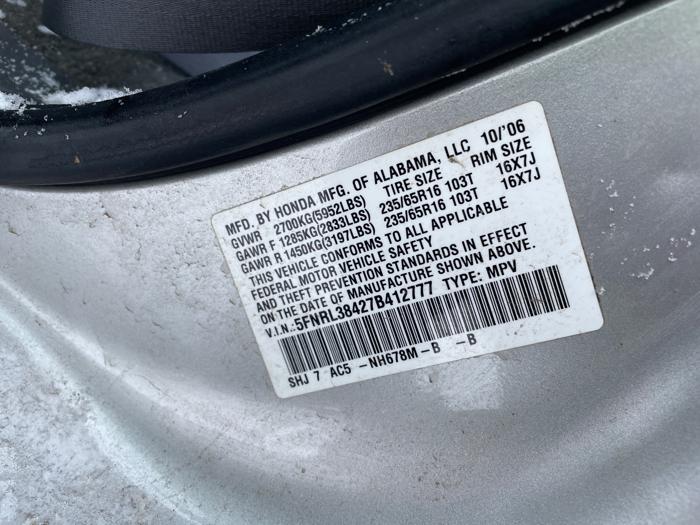 MFD. BY HONDA MFG. OF ALABAMA, LLC 10/'06
GVWR 2700KG(5952LBS) TIRE SIZE RIM SIZE
GAWR F 1285KG(2833LBS) 235/65R16 103T 16X7J
GAWR R 1450KG(3197LBS) 235/65R16 103T 16X7J
THIS VEHICLE CONFORMS TO ALL APPLICABLE
FEDERAL MOTOR VEHICLE SAFETY
AND THEFT PREVENTION STANDARDS IN EFFECT
ON THE DATE OF MANUFACTURE SHOWN ABOVE.
V.I.N.:5FNRL38427B412777 TYPE: MPV
SHJ 7 AC5 -NH678M-B -B